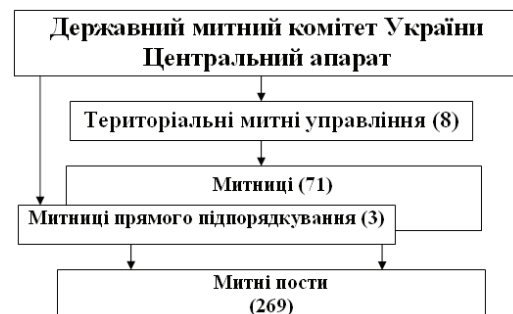 Державний митний комітет України
Центральний апарат
Територіальні митні управління (8)
Митниці (71)
Митниці прямого підпорядкування (3)
Митні пости
(269)